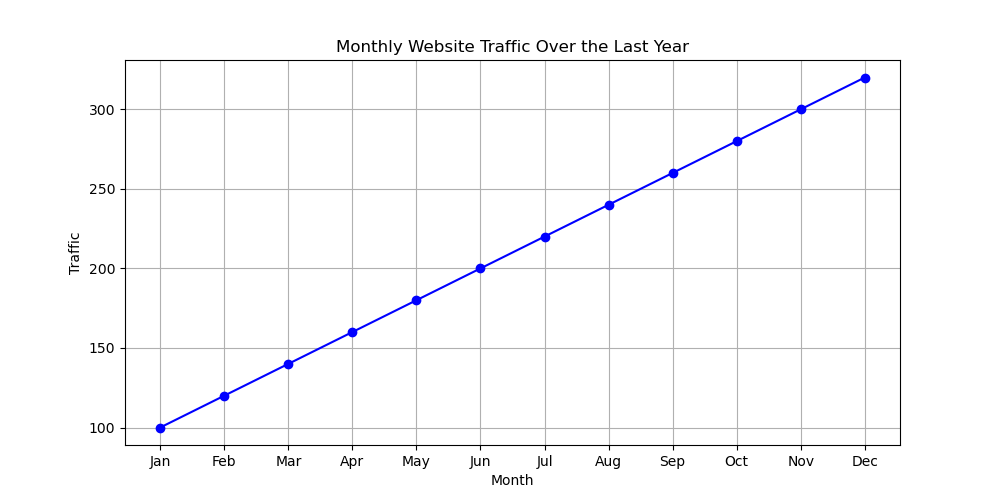 Monthly Website Traffic Over the Last Year
Traffic
300
250
200
150
100
Jan Feb Mar Apr May Jun Jul Aug Sep Oct Nov Dec
Month